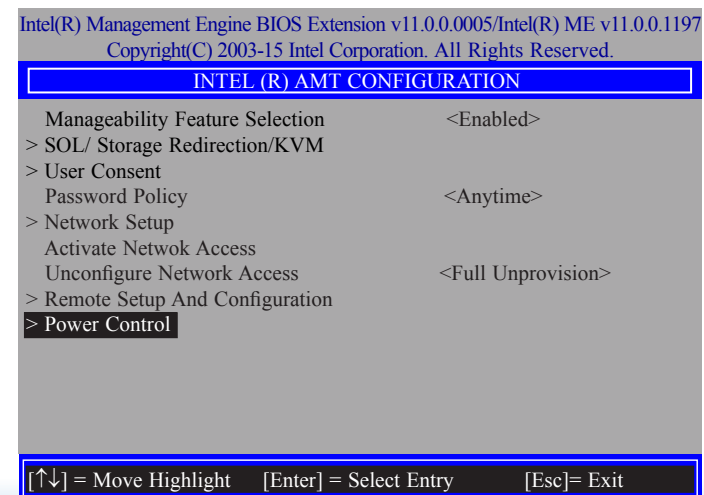 Intel(R) Management Engine BIOS Extension v11.0.0.0005/Intel(R) ME v11.0.0.1197
Copyright(C) 2003-15 Intel Corporation. All Rights Reserved.
INTEL (R) AMT CONFIGURATION
Manageability Feature Selection <Enabled>
> SOL/ Storage Redirection/KVM
> User Consent
Password Policy <Anytime>
> Network Setup
Activate Netwok Access
Unconfigure Network Access <Full Unprovision>
> Remote Setup And Configuration
> Power Control
[↑↓] = Move Highlight [Enter] = Select Entry [Esc]= Exit